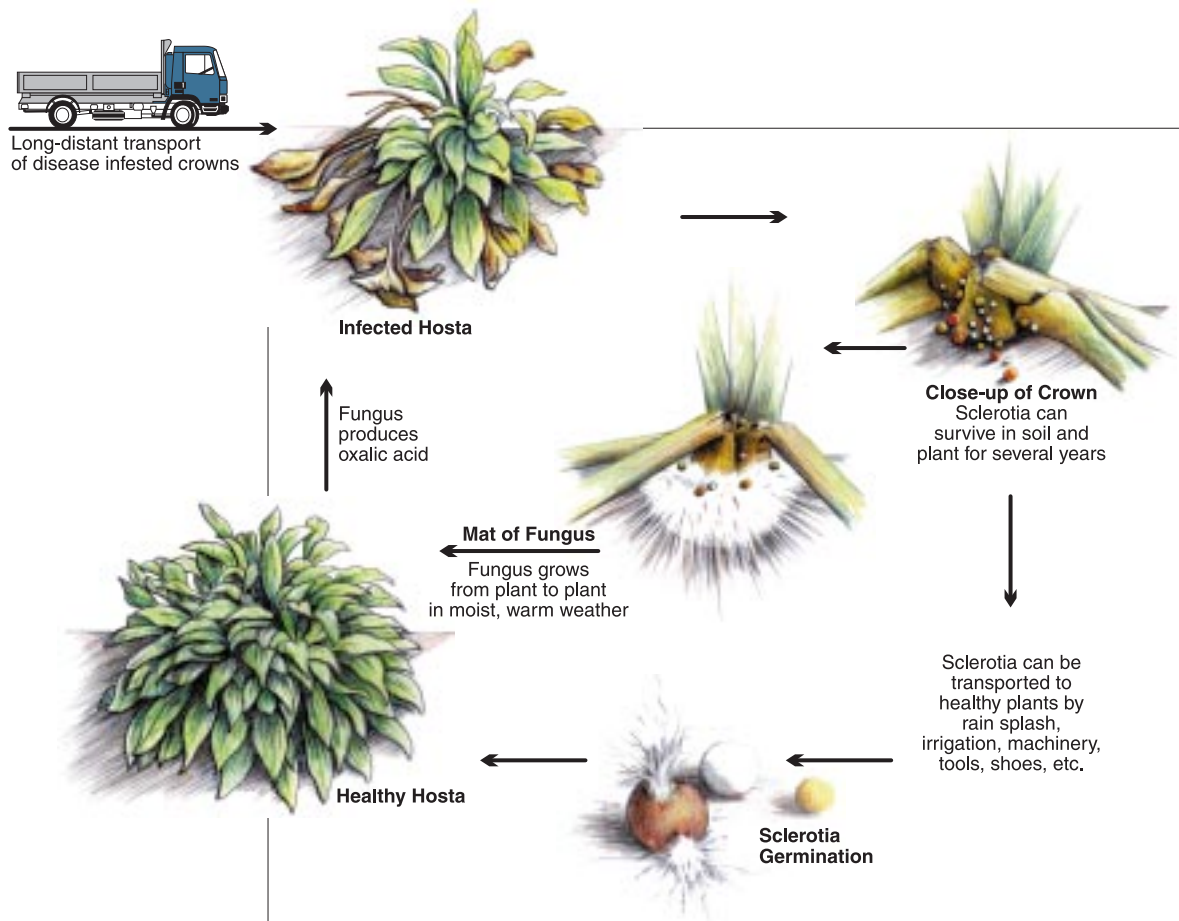 Long-distant transport
of disease infested crowns
Infected Hosta
Close-up of Crown
Sclerotia can
survive in soil and
plant for several years
Fungus
produces
oxalic acid
Mat of Fungus
Fungus grows
from plant to plant
in moist, warm weather
Sclerotia can be
transported to
healthy plants by
rain splash,
irrigation, machinery,
tools, shoes, etc.
Healthy Hosta
Sclerotia
Germination